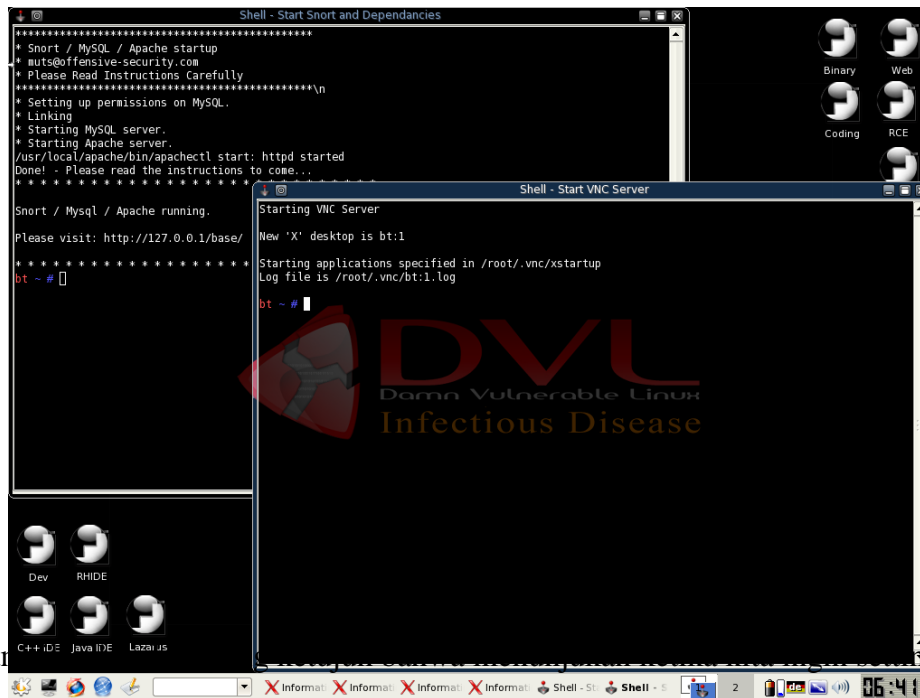 Shell - Start Snort and Dependancies
***********************************************
* Snort / MySQL / Apache startup
* muts@offensive-security.com
* Please Read Instructions Carefully
***********************************************\n
* Setting up permissions on MySQL.
* Linking
* Starting MySQL server.
* Starting Apache server.
/usr/local/apache/bin/apachectl start: httpd started
Done! - Please read the instructions to come...
* * * * * * * * * * * * * * * * * * * * * * * * * * * * *
Snort / Mysql / Apache running.
Please visit: http://127.0.0.1/base/
* * * * * * * * * * * * * * * * * * *
bt ~ #
Shell - Start VNC Server
Starting VNC Server
New 'X' desktop is bt:1
Starting applications specified in /root/.vnc/xstartup
Log file is /root/.vnc/bt:1.log
bt ~ #
DVL
Damn Vulnerable Linux
Infectious Disease
Binary
Web
Coding
RCE
Dev
RHIDE
C++ IDE
Java IDE
Lazarus
Informat
Informat
Informat
Informat
Shell - St
Shell - S
2
de
06:41